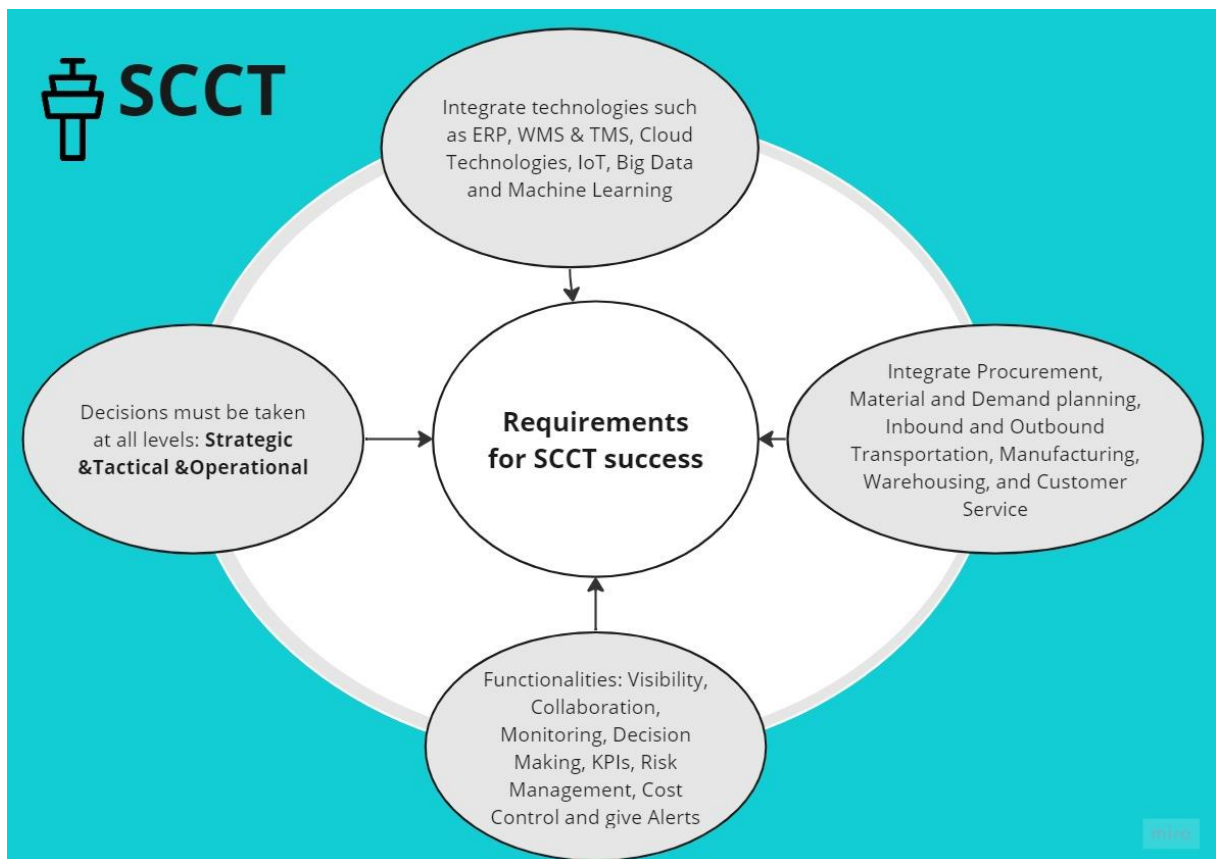 SCCT
Integrate technologies such
as ERP, WMS & TMS, Cloud
Technologies, IoT, Big Data
and Machine Learning
Decisions must be taken
at all levels: Strategic
&Tactical &Operational
Requirements
for SCCT success
Integrate Procurement,
Material and Demand planning,
Inbound and Outbound
Transportation, Manufacturing,
Warehousing, and Customer
Service
Functionalities: Visibility,
Collaboration,
Monitoring, Decision
Making, KPIs, Risk
Management, Cost
Control and give Alerts
miro